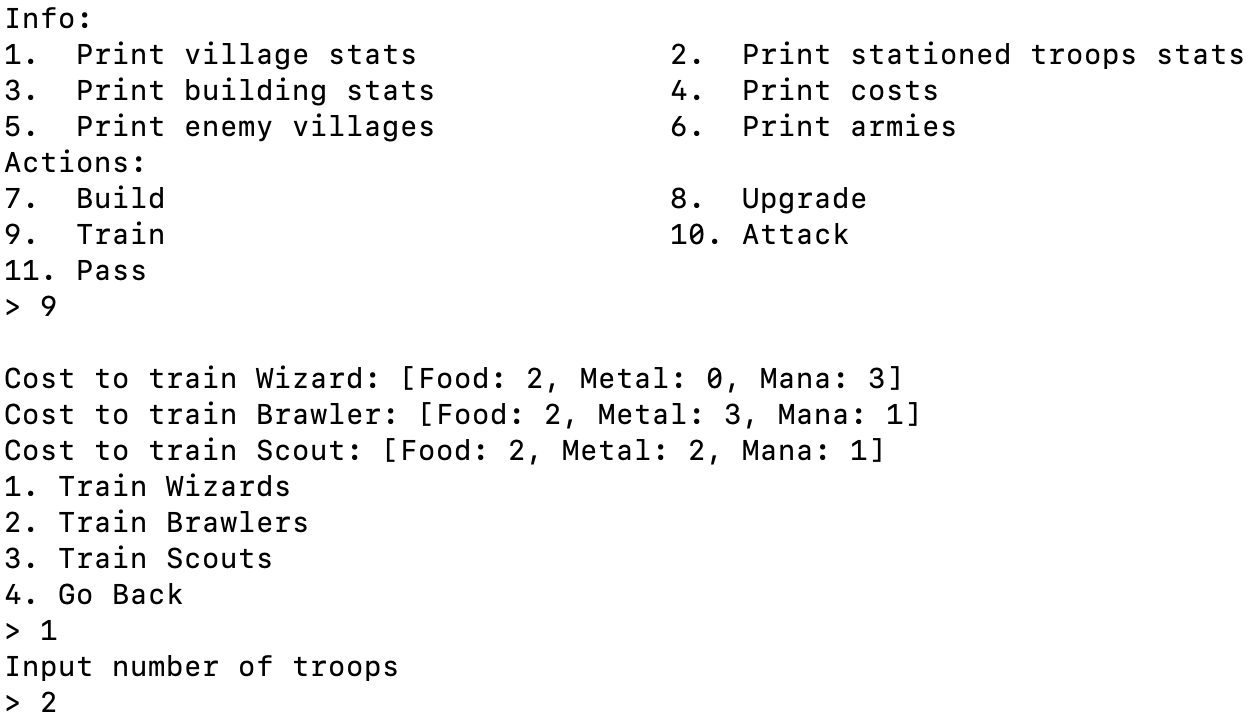 Info:
1.  Print village stats                2.  Print stationed troops stats
3.  Print building stats               4.  Print costs
5.  Print enemy villages               6.  Print armies
Actions:
7.  Build                              8.  Upgrade
9.  Train                              10. Attack
11. Pass
> 9

Cost to train Wizard: [Food: 2, Metal: 0, Mana: 3]
Cost to train Brawler: [Food: 2, Metal: 3, Mana: 1]
Cost to train Scout: [Food: 2, Metal: 2, Mana: 1]
1. Train Wizards
2. Train Brawlers
3. Train Scouts
4. Go Back
> 1
Input number of troops
> 2